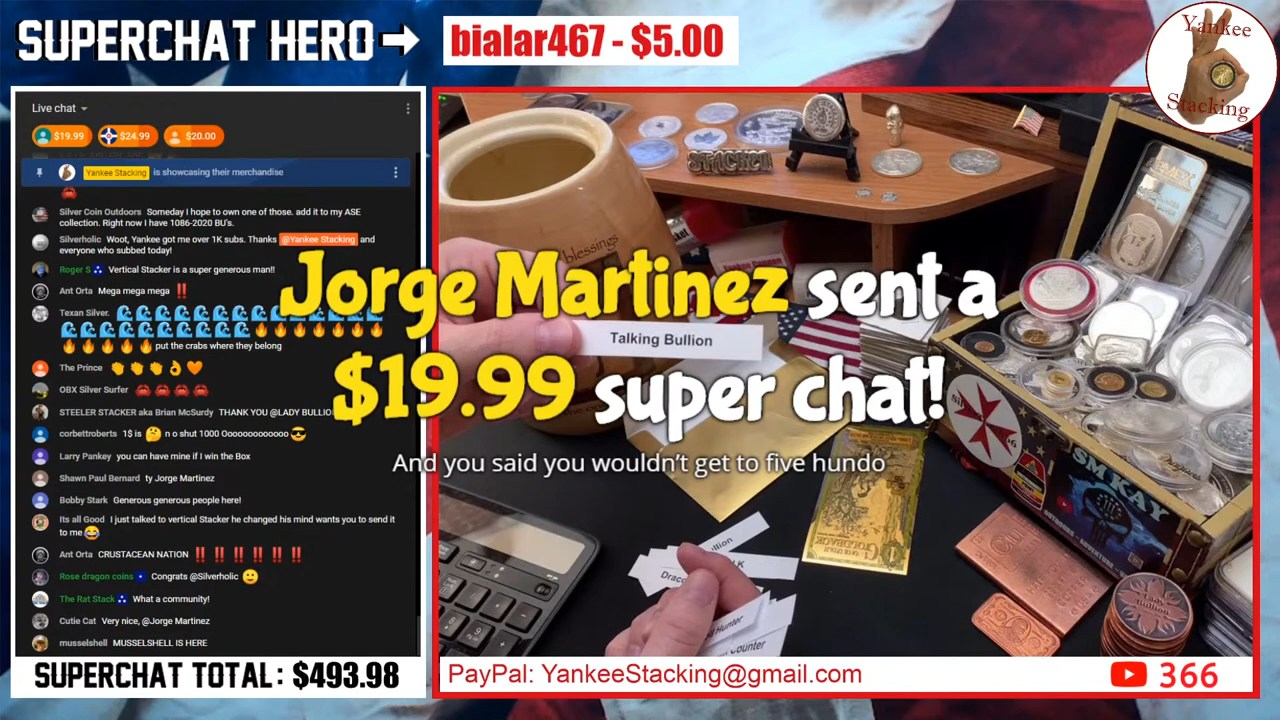 SUPERCHAT HERO
bialar467 - $5.00
Yankee
Stacking
Live chat
$19.99 $24.99 $20.00
Yankee Stacking is showcasing their merchandise
Silver Coin Outdoors Someday I hope to own one of those. add it to my ASE
collection. Right now I have 1086-2020 BU's.
Silverholic Woot, Yankee got me over 1K subs. Thanks @Yankee Stacking and
everyone who subbed today!
Roger S Vertical Stacker is a super generous man!!
Ant Orta Mega mega mega ‼️
Texan Silver. 🌊🌊🌊🌊🌊🌊🌊🌊🌊🌊🌊🌊🌊🌊
🌊🌊🌊🌊🌊🌊🌊🌊🌊🌊🔥🔥🔥🔥🔥🔥🔥
🔥🔥🔥🔥🔥 put the crabs where they belong
The Prince 👏👏👏👌🧡
OBX Silver Surfer 🦀🦀🦀🦀
STEELER STACKER aka Brian McSurdy THANK YOU @LADY BULLIO
corbettroberts 1$ is 🤔 n o shut 1000 Oooooooooooo 😎
Larry Pankey you can have mine if I win the Box
Shawn Paul Bernard ty Jorge Martinez
Bobby Stark Generous generous people here!
Its all Good I just talked to vertical Stacker he changed his mind wants you to send it
to me 😂
Ant Orta CRUSTACEAN NATION ‼️ ‼️ ‼️ ‼️ ‼️ ‼️
Rose dragon coins Congrats @Silverholic 🙂
The Rat Stack What a community!
Cutie Cat Very nice, @Jorge Martinez
musselshell MUSSELSHELL IS HERE
SUPERCHAT TOTAL: $493.98
Jorge Martinez sent a
$19.99 super chat!
And you said you wouldn't get to five hundo
STACKER
blessings
Talking Bullion
GOLDBACK
SMKAY
Lady
Bullion
Hunter
Counter
PayPal: YankeeStacking@gmail.com
366